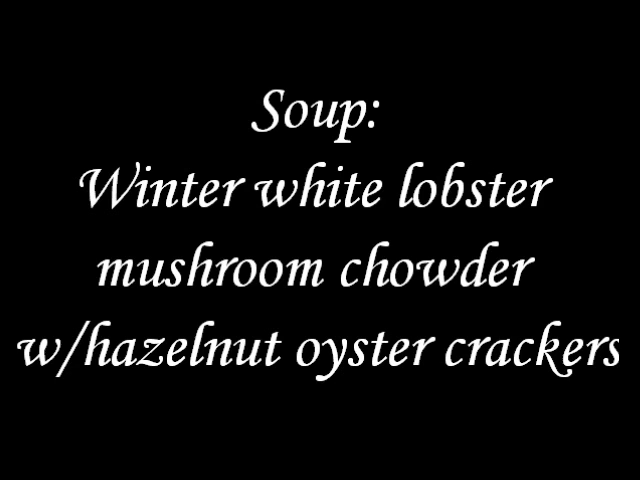 Soup:
Winter white lobster
mushroom chowder
w/hazelnut oyster crackers